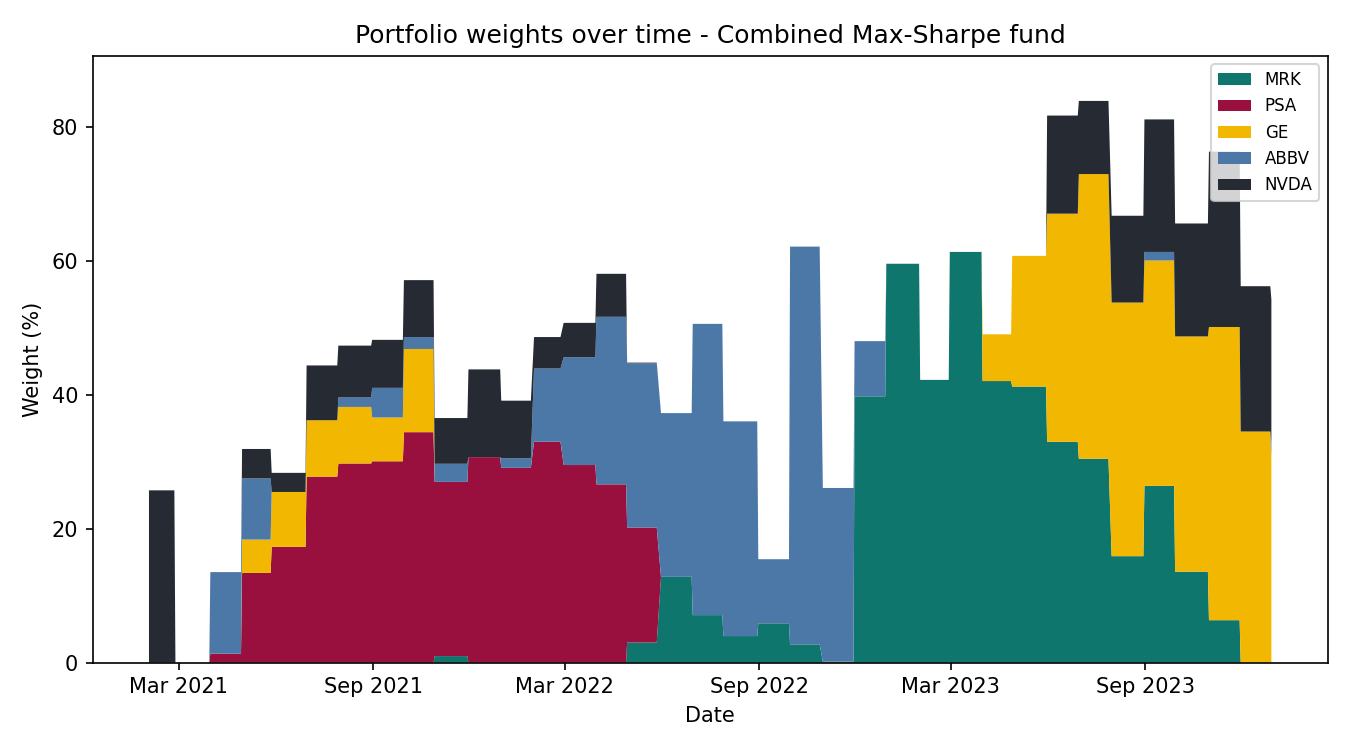 Portfolio weights over time - Combined Max-Sharpe fund
MRK
PSA
GE
ABBV
NVDA
Weight (%)
80
60
40
20
0
Mar 2021
Sep 2021
Mar 2022
Sep 2022
Mar 2023
Sep 2023
Date